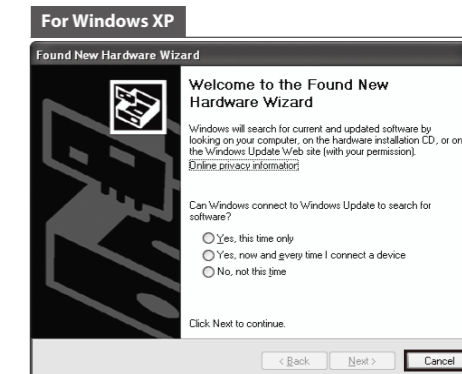 For Windows XP
Found New Hardware Wizard
Welcome to the Found New
Hardware Wizard
Windows will search for current and updated software by
looking on your computer, on the hardware installation CD, or on
the Windows Update Web site (with your permission).
Online privacy information
Can Windows connect to Windows Update to search for
software?
Yes, this time only
Yes, now and every time I connect a device
No, not this time
Click Next to continue.
< Back Next > Cancel